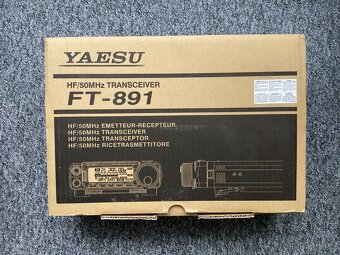 YAESU
HF/50MHz TRANSCEIVER
FT-891
HF/50MHz EMETTEUR-RECEPTEUR
HF/50MHz TRANSCEIVER
HF/50MHz TRANSCEPTOR
HF/50MHz RICETRASMETTITORE